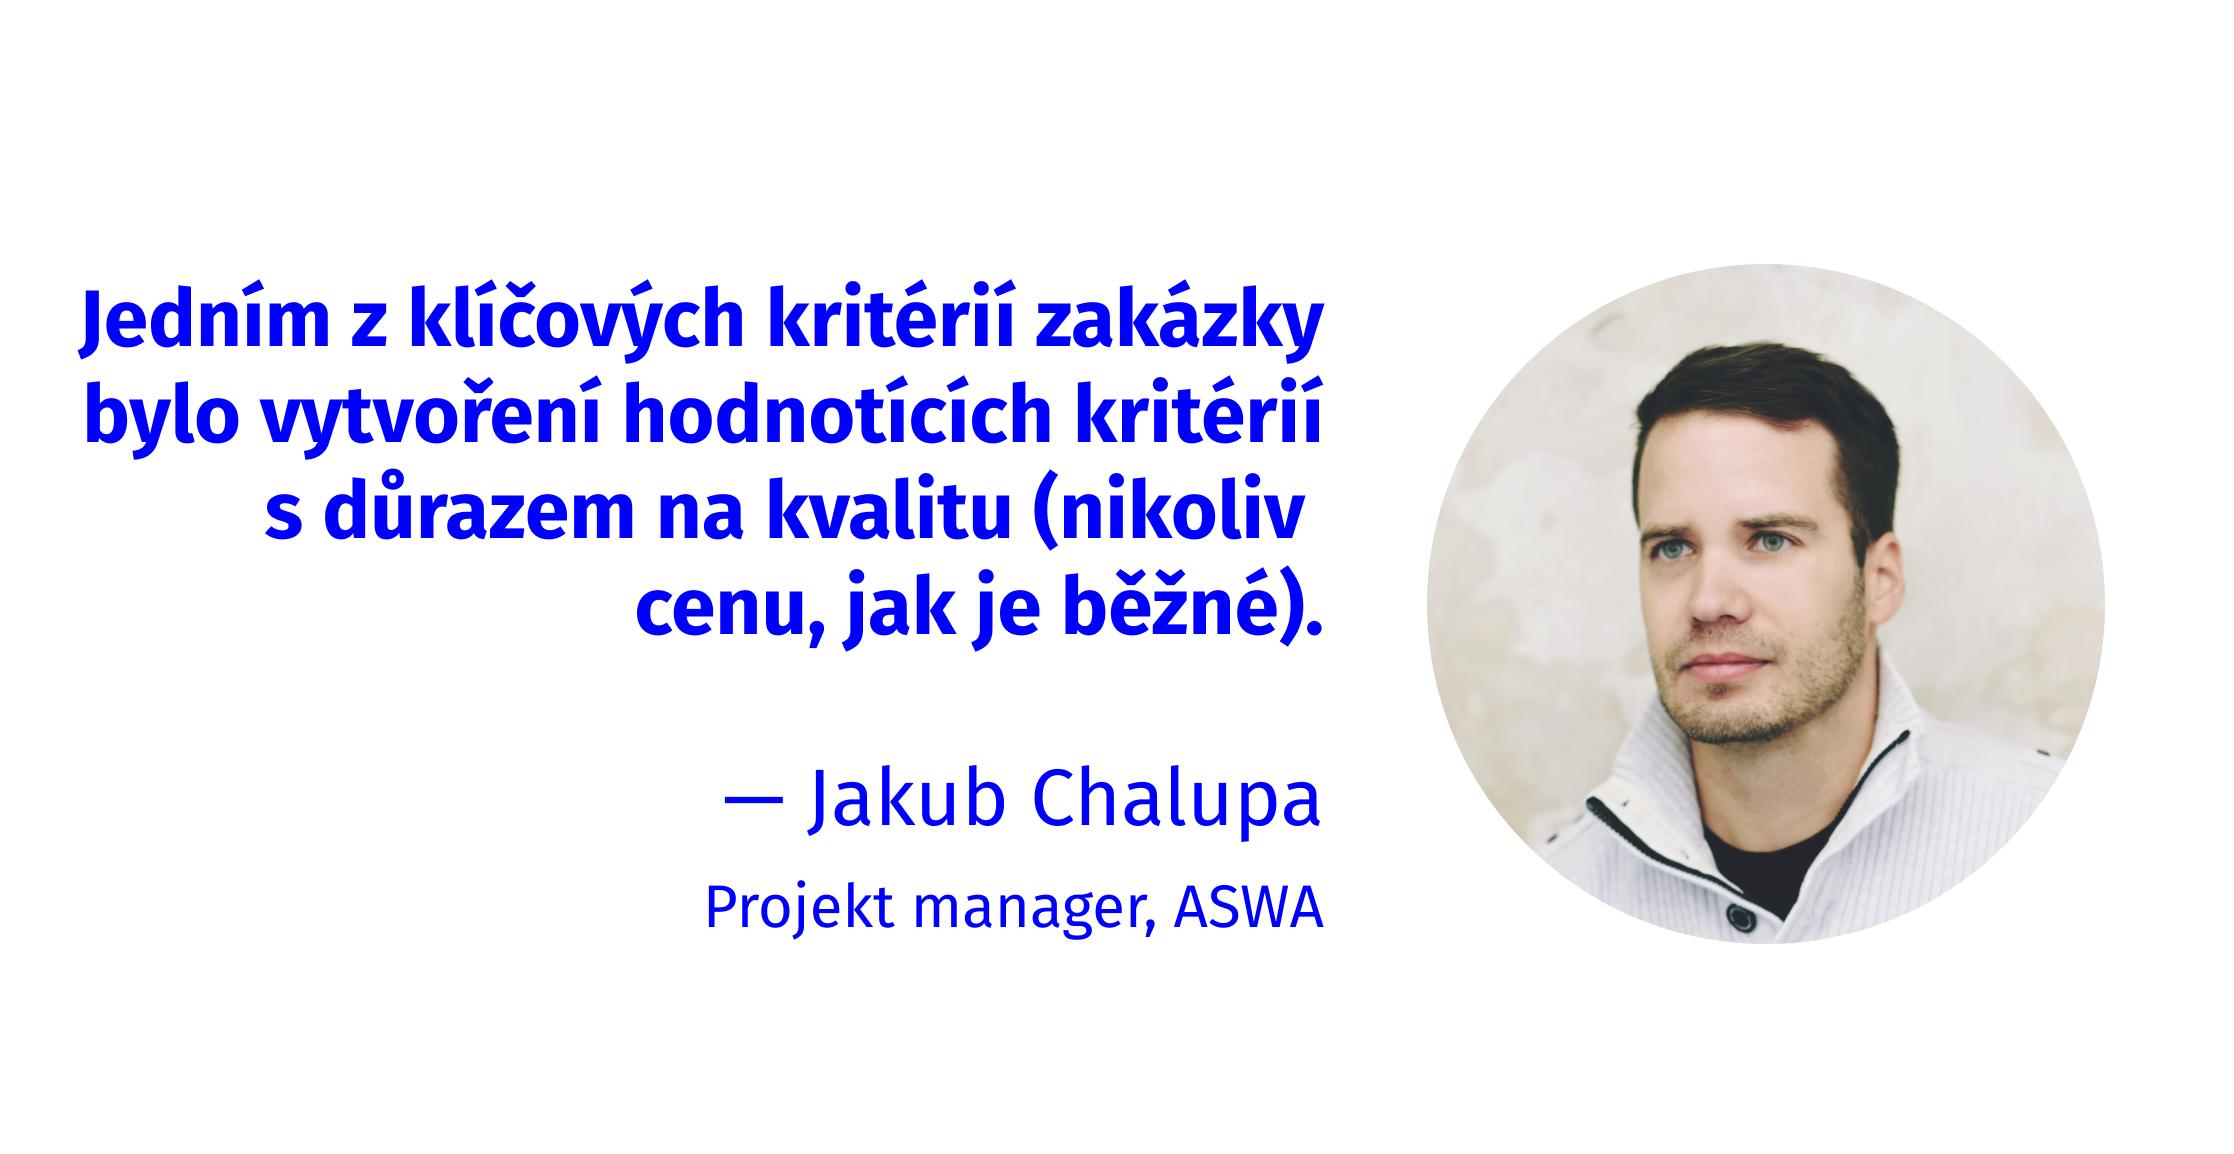 Jedním z klíčových kritérií zakázky
bylo vytvoření hodnotících kritérií
s důrazem na kvalitu (nikoliv
cenu, jak je běžné).
— Jakub Chalupa
Projekt manager, ASWA